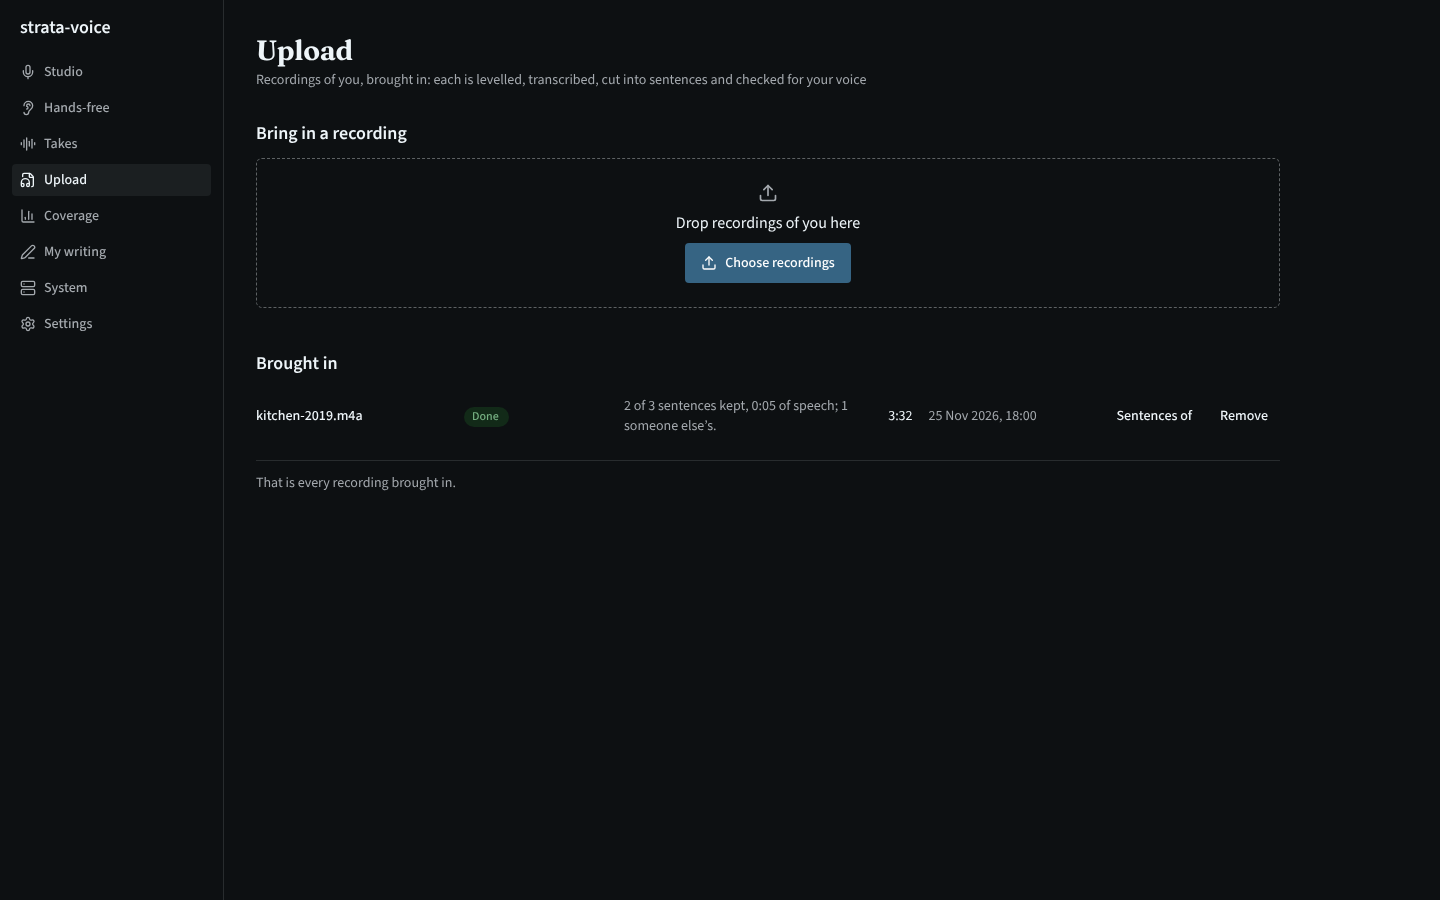 strata-voice
Studio
Hands-free
Takes
Upload
Coverage
My writing
System
Settings
Upload
Recordings of you, brought in: each is levelled, transcribed, cut into sentences and checked for your voice
Bring in a recording
Drop recordings of you here
Choose recordings
Brought in
kitchen-2019.m4a
Done
2 of 3 sentences kept, 0:05 of speech; 1
someone else’s.
3:32
25 Nov 2026, 18:00
Sentences of
Remove
That is every recording brought in.